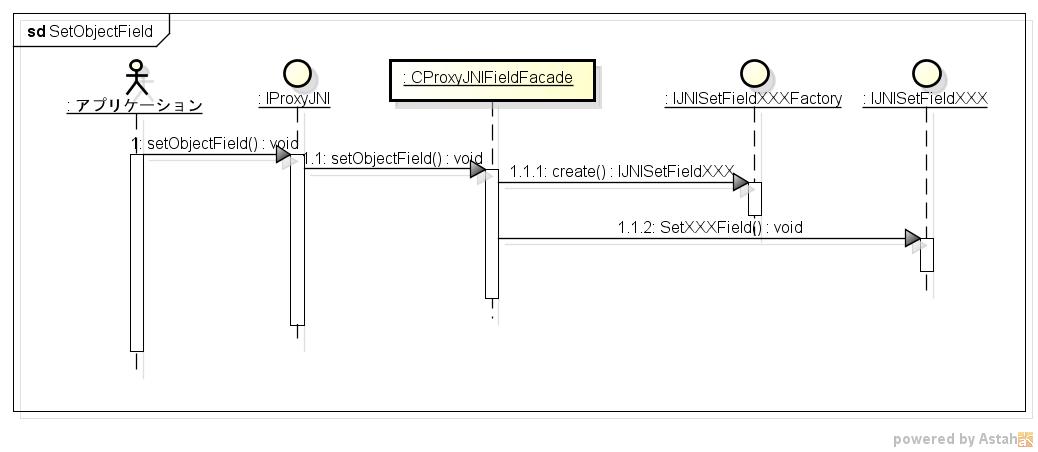 sd SetObjectField
: アプリケーション
: IProxyJNI
: CProxyJNIFieldFacade
: IJNISetFieldXXXFactory
: IJNISetFieldXXX
1: setObjectField() : void
1.1: setObjectField() : void
1.1.1: create() : IJNISetFieldXXX
1.1.2: SetXXXField() : void
powered by Astah